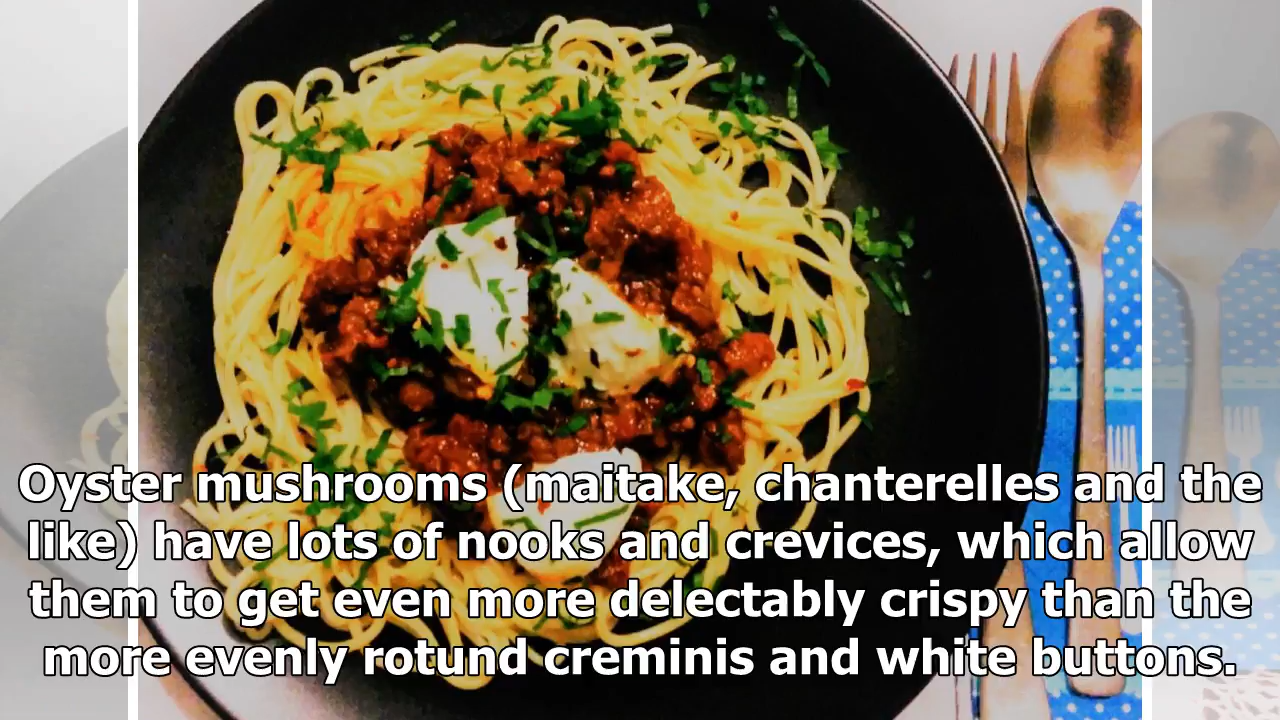 Oyster mushrooms (maitake, chanterelles and the
like) have lots of nooks and crevices, which allow
them to get even more delectably crispy than the
more evenly rotund creminis and white buttons.